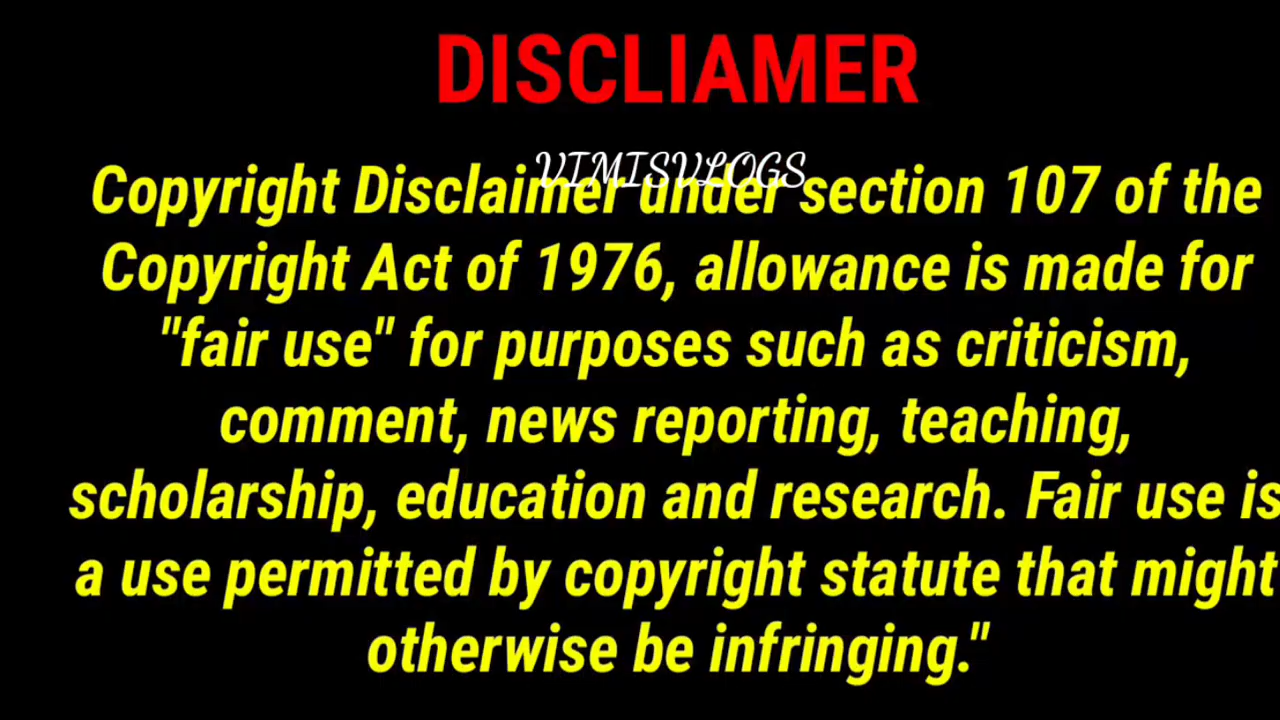 DISCLIAMER
VIMISVLOGS
Copyright Disclaimer under section 107 of the
Copyright Act of 1976, allowance is made for
"fair use" for purposes such as criticism,
comment, news reporting, teaching,
scholarship, education and research. Fair use is
a use permitted by copyright statute that might
otherwise be infringing."